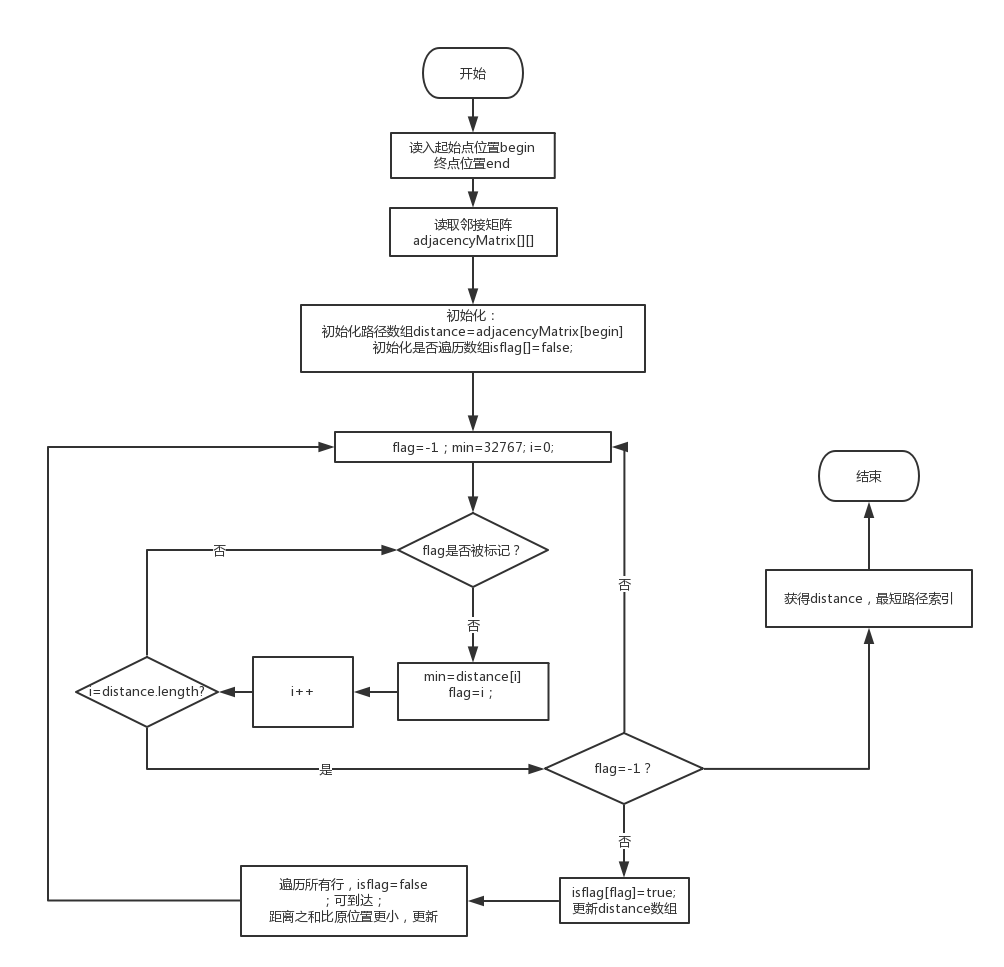 开始
读入起始点位置begin
终点位置end
读取邻接矩阵
adjacencyMatrix[][]
初始化：
初始化路径数组distance=adjacencyMatrix[begin]
初始化是否遍历数组isflag[]=false;
flag=-1；min=32767; i=0;
结束
否
flag是否被标记？
否
获得distance，最短路径索引
否
i=distance.length?
i++
min=distance[i]
flag=i；
是
flag=-1？
否
遍历所有行，isflag=false
；可到达；
距离之和比原位置更小，更新
isflag[flag]=true;
更新distance数组